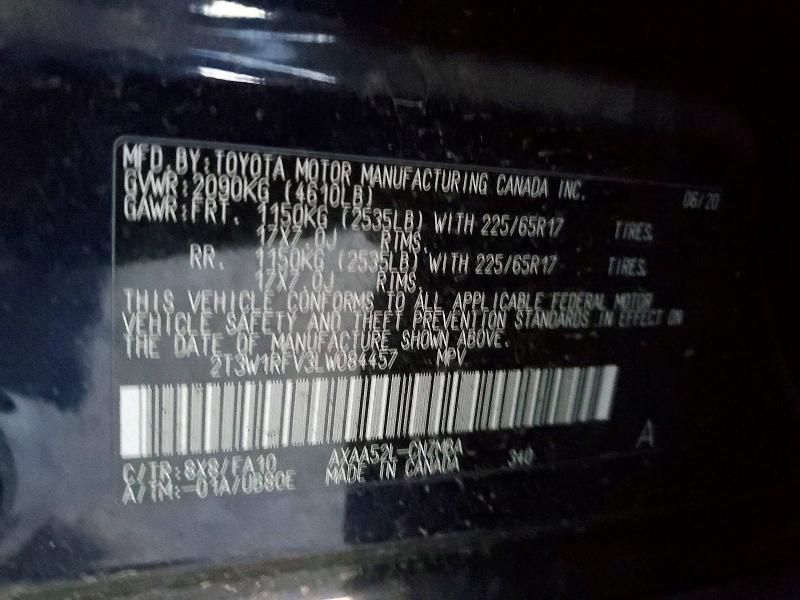 MFD. BY: TOYOTA MOTOR MANUFACTURING CANADA INC. 06/20
GVWR: 2090KG (4610LB)
GAWR: FRT. 1150KG (2535LB) WITH 225/65R17 TIRES,
17X7.0J RIMS.
RR. 1150KG (2535LB) WITH 225/65R17 TIRES,
17X7.0J RIMS.
THIS VEHICLE CONFORMS TO ALL APPLICABLE FEDERAL MOTOR
VEHICLE SAFETY AND THEFT PREVENTION STANDARDS IN EFFECT ON
THE DATE OF MANUFACTURE SHOWN ABOVE.
2T3W1RFV3LW084457 MPV
A
C/TR: 8X8/FA10
A/TM: -01A/UB80E MADE IN CANADA